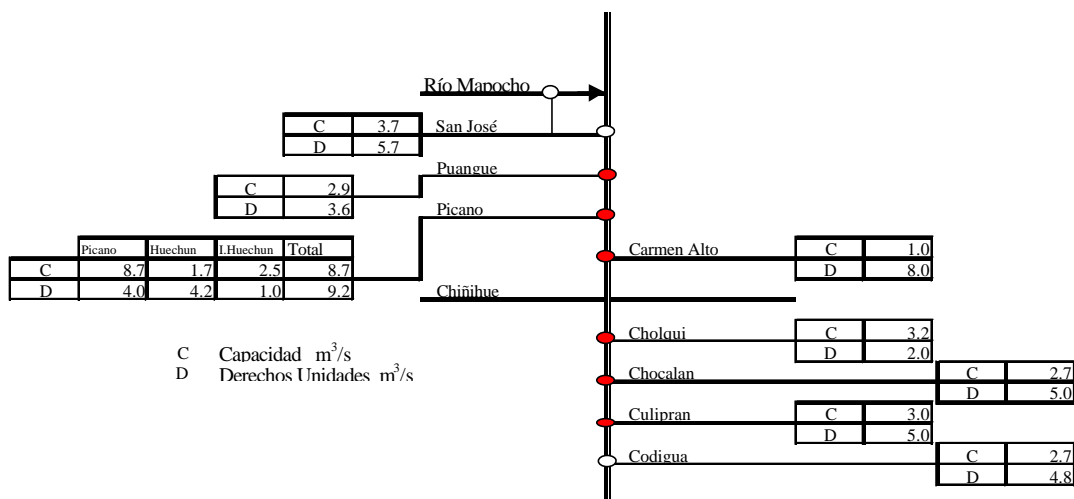 Río Mapocho
C 3.7 San José
D 5.7
Puangue
C 2.9
D 3.6 Picano
Picano Huechun I.Huechun Total
C 8.7 1.7 2.5 8.7
D 4.0 4.2 1.0 9.2
Carmen Alto C 1.0
D 8.0
Chiñihue
Cholqui C 3.2
D 2.0
C Capacidad m³/s
D Derechos Unidades m³/s
Chocalan C 2.7
D 5.0
Culipran C 3.0
D 5.0
Codigua C 2.7
D 4.8